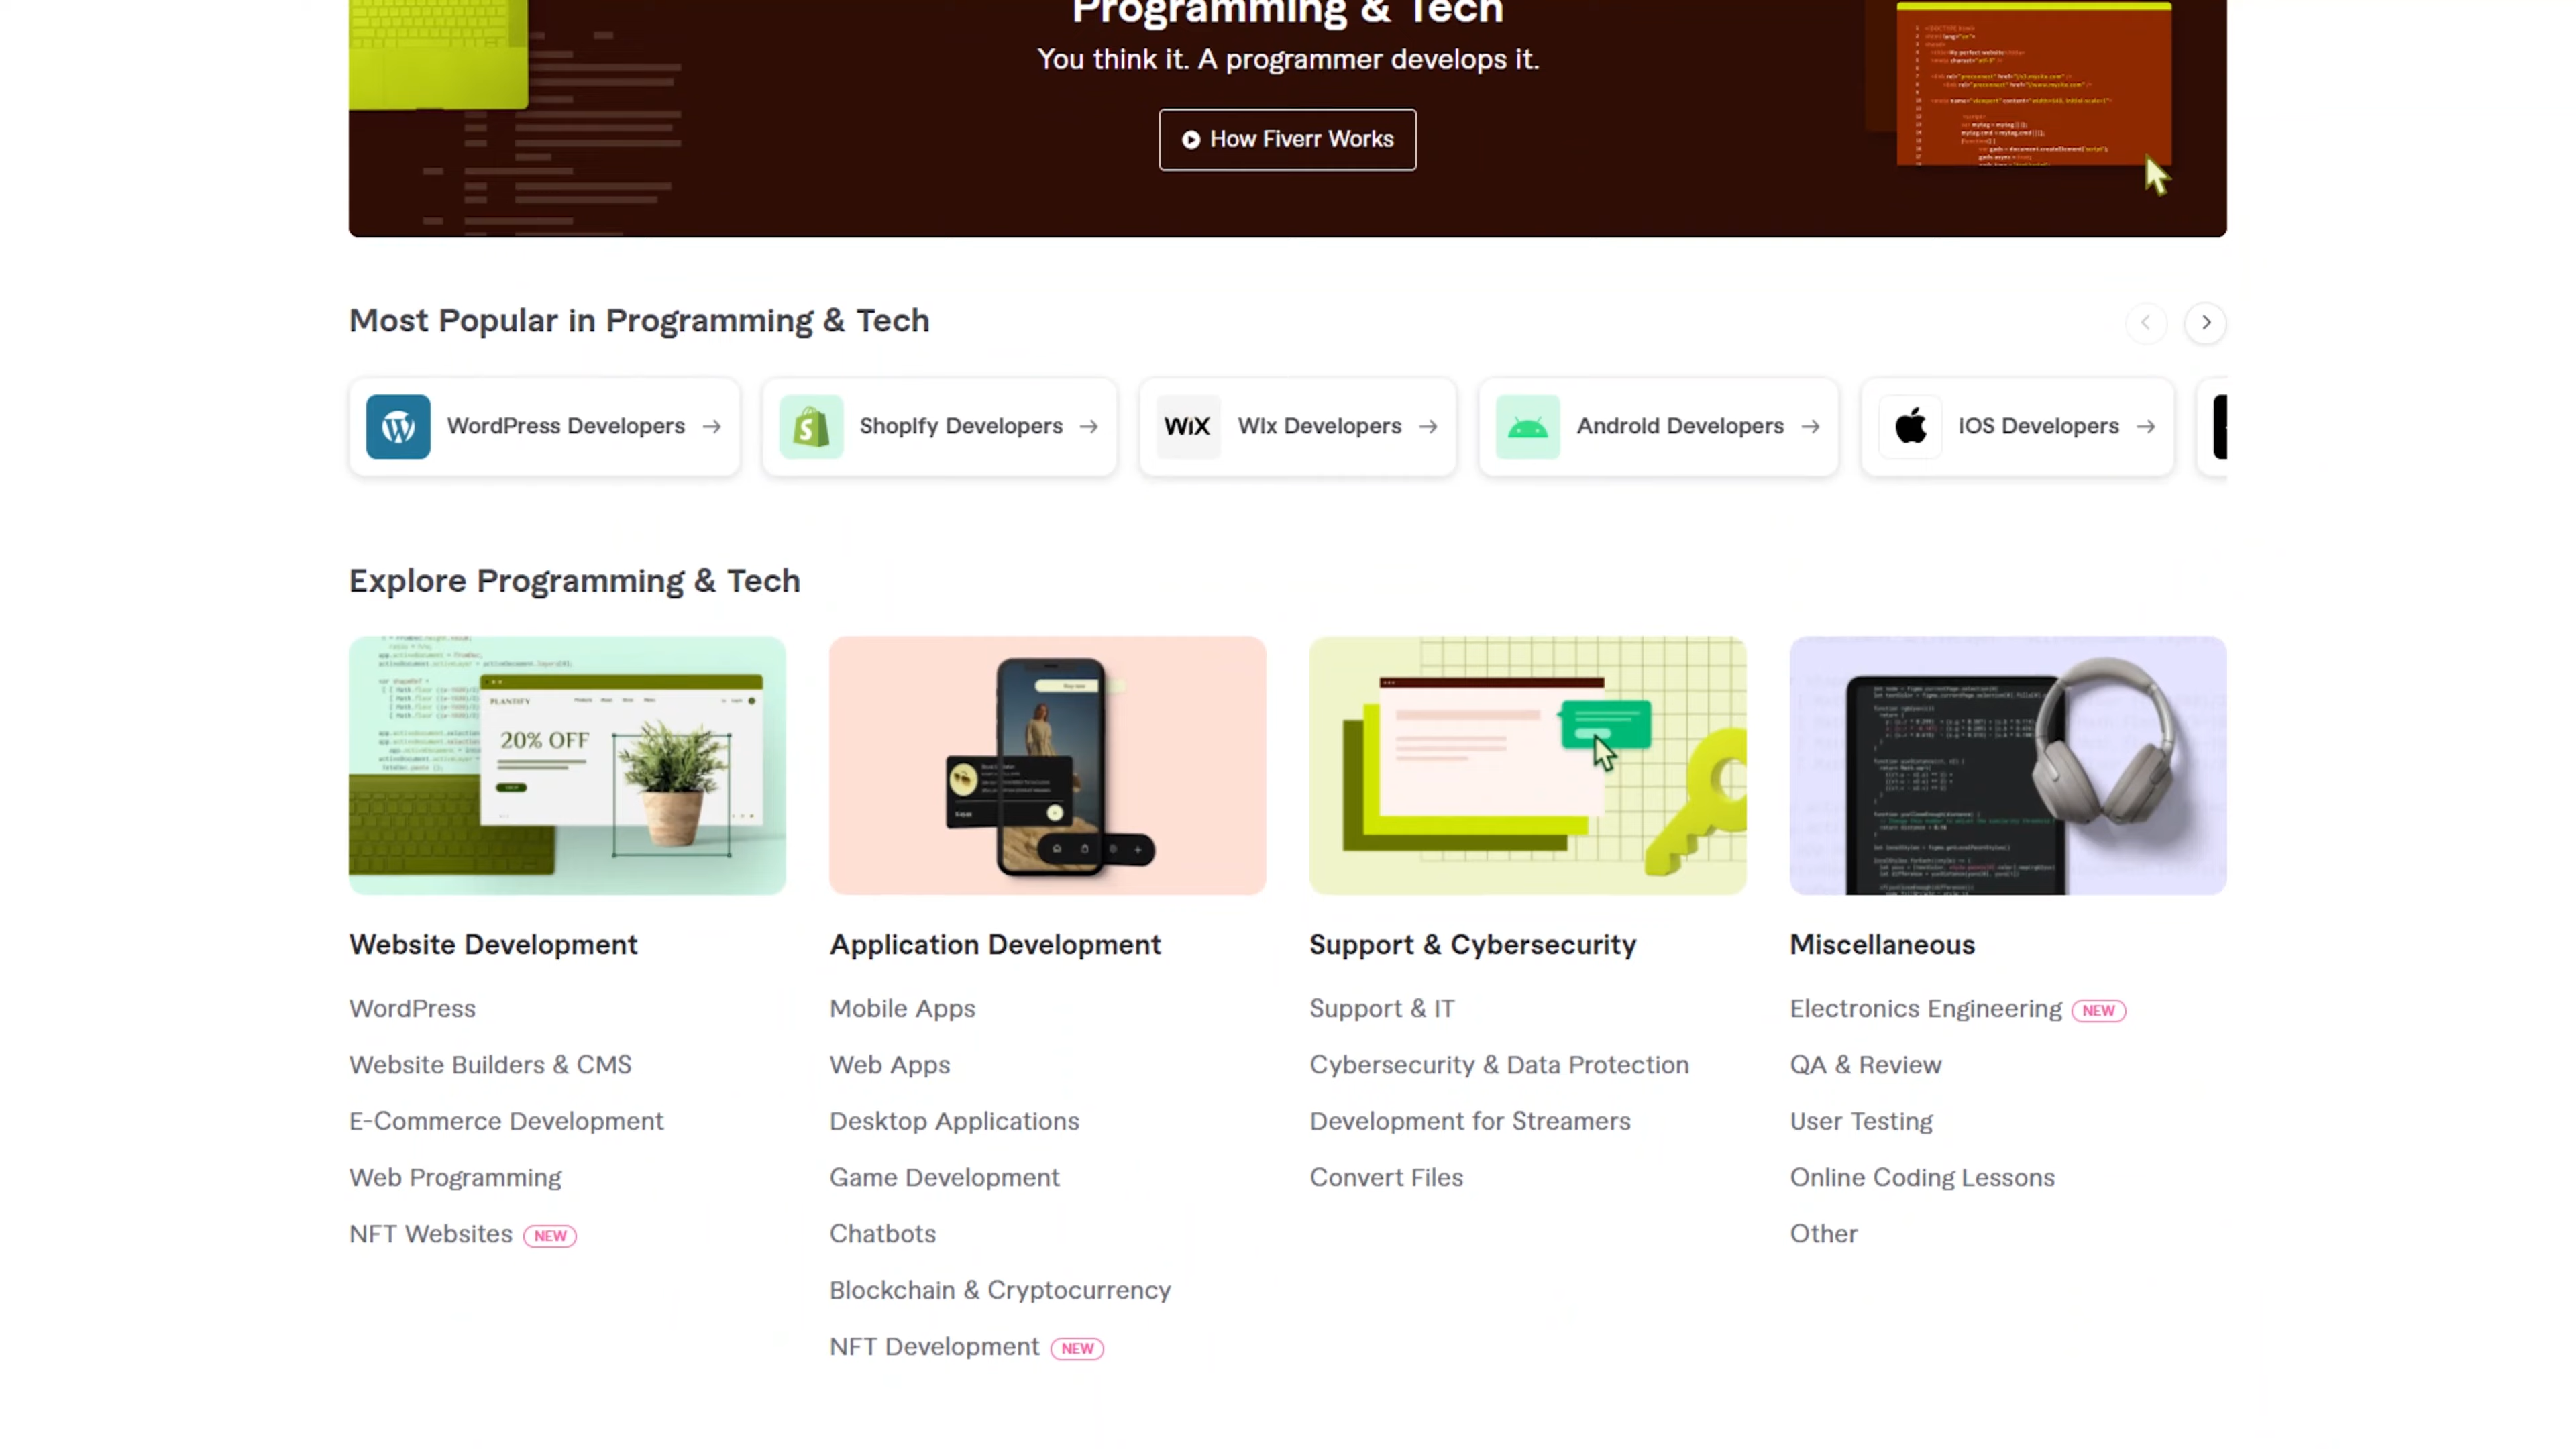 Programming & Tech
You think it. A programmer develops it.
How Fiverr Works
Most Popular in Programming & Tech
WordPress Developers
Shopify Developers
WiX
Wix Developers
Android Developers
iOS Developers
Explore Programming & Tech
PLANTIFY
20% OFF
Website Development
WordPress
Website Builders & CMS
E-Commerce Development
Web Programming
NFT Websites NEW
Application Development
Mobile Apps
Web Apps
Desktop Applications
Game Development
Chatbots
Blockchain & Cryptocurrency
NFT Development NEW
Support & Cybersecurity
Support & IT
Cybersecurity & Data Protection
Development for Streamers
Convert Files
Miscellaneous
Electronics Engineering NEW
QA & Review
User Testing
Online Coding Lessons
Other